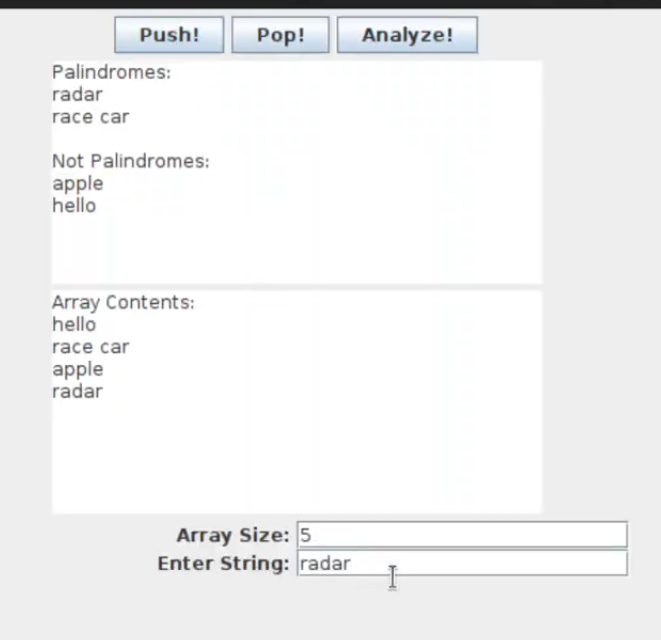 Push! Pop! Analyze!
Palindromes:
radar
race car
Not Palindromes:
apple
hello
Array Contents:
hello
race car
apple
radar
Array Size: 5
Enter String: radar